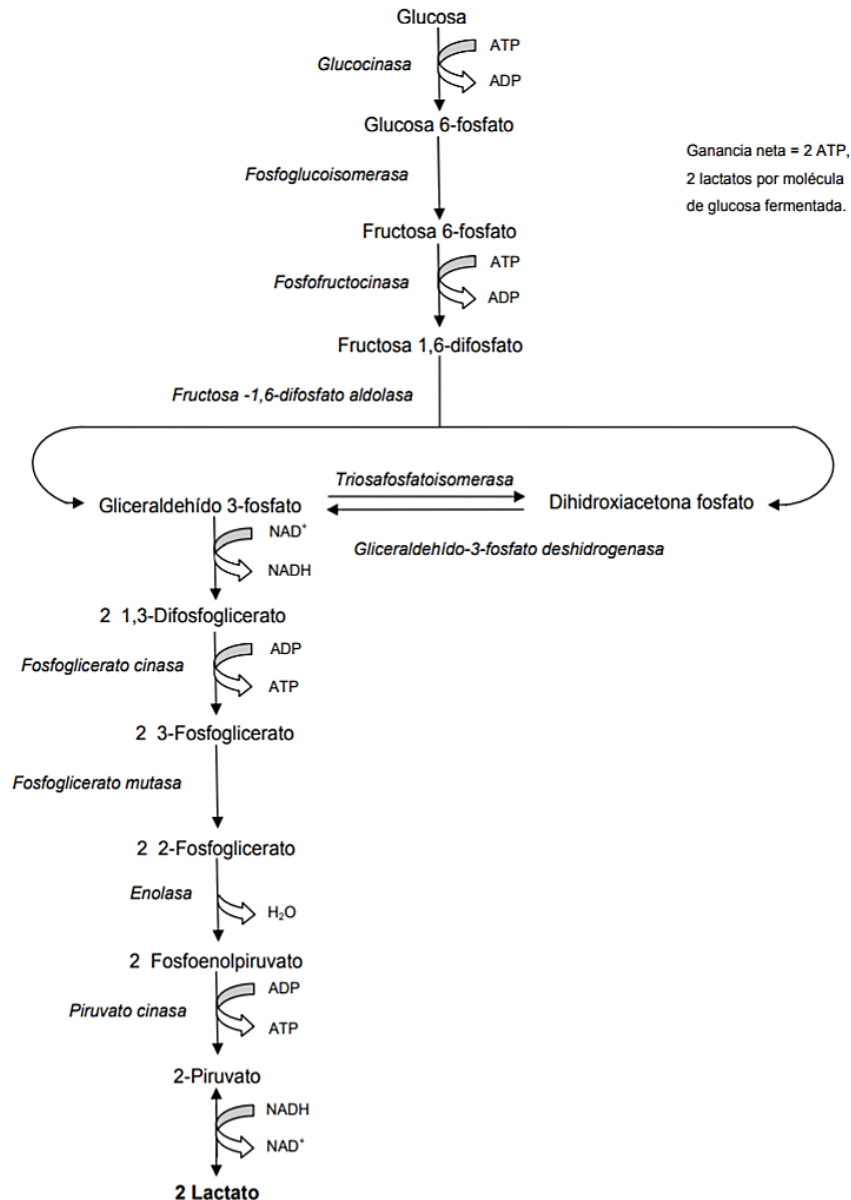 Glucosa
ATP
Glucocinasa
ADP
Glucosa 6-fosfato
Ganancia neta = 2 ATP,
2 lactatos por molécula
de glucosa fermentada.
Fosfoglucoisomerasa
Fructosa 6-fosfato
ATP
Fosfofructocinasa
ADP
Fructosa 1,6-difosfato
Fructosa -1,6-difosfato aldolasa
Triosafosfatoisomerasa
Gliceraldehído 3-fosfato
Dihidroxiacetona fosfato
NAD⁺
Gliceraldehído-3-fosfato deshidrogenasa
NADH
2 1,3-Difosfoglicerato
ADP
Fosfoglicerato cinasa
ATP
2 3-Fosfoglicerato
Fosfoglicerato mutasa
2 2-Fosfoglicerato
Enolasa
H₂O
2 Fosfoenolpiruvato
ADP
Piruvato cinasa
ATP
2-Piruvato
NADH
NAD⁺
2 Lactato